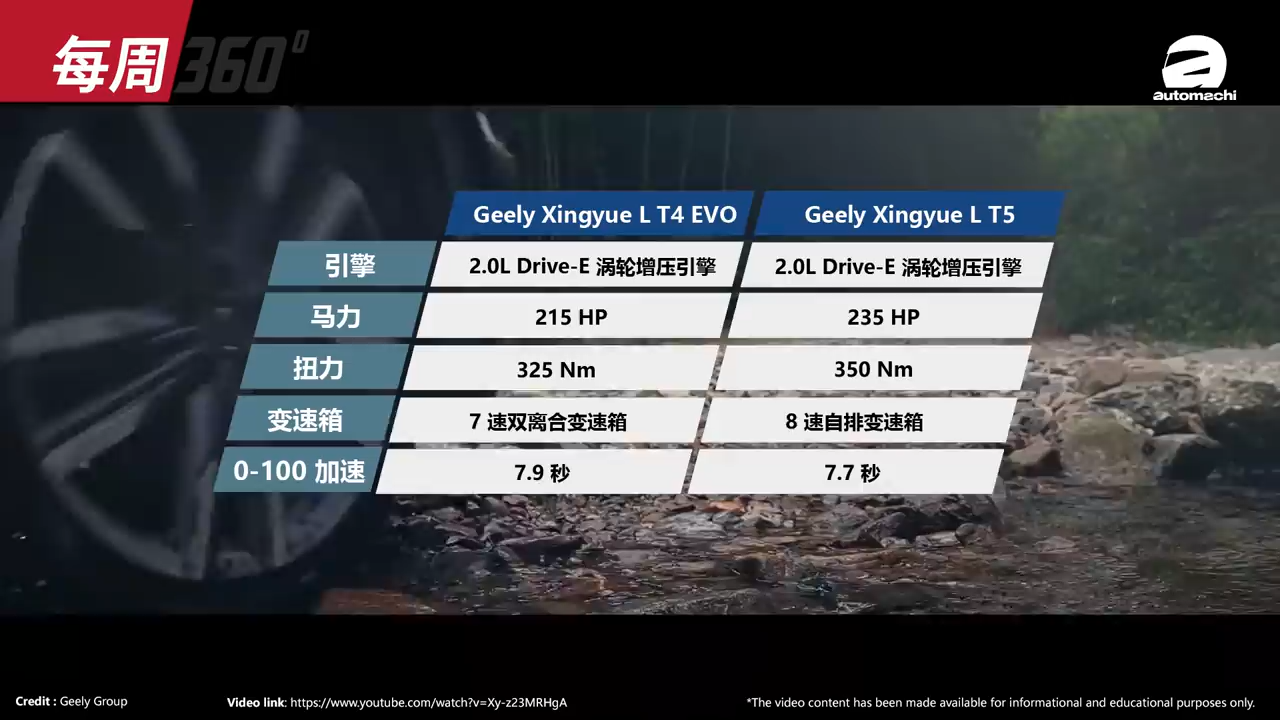 每周360°
automachi
Geely Xingyue L T4 EVO
Geely Xingyue L T5
引擎
2.0L Drive-E 涡轮增压引擎
2.0L Drive-E 涡轮增压引擎
马力
215 HP
235 HP
扭力
325 Nm
350 Nm
变速箱
7 速双离合变速箱
8 速自排变速箱
0-100 加速
7.9 秒
7.7 秒
Credit : Geely Group
Video link: https://www.youtube.com/watch?v=Xy-z23MRHgA
*The video content has been made available for informational and educational purposes only.